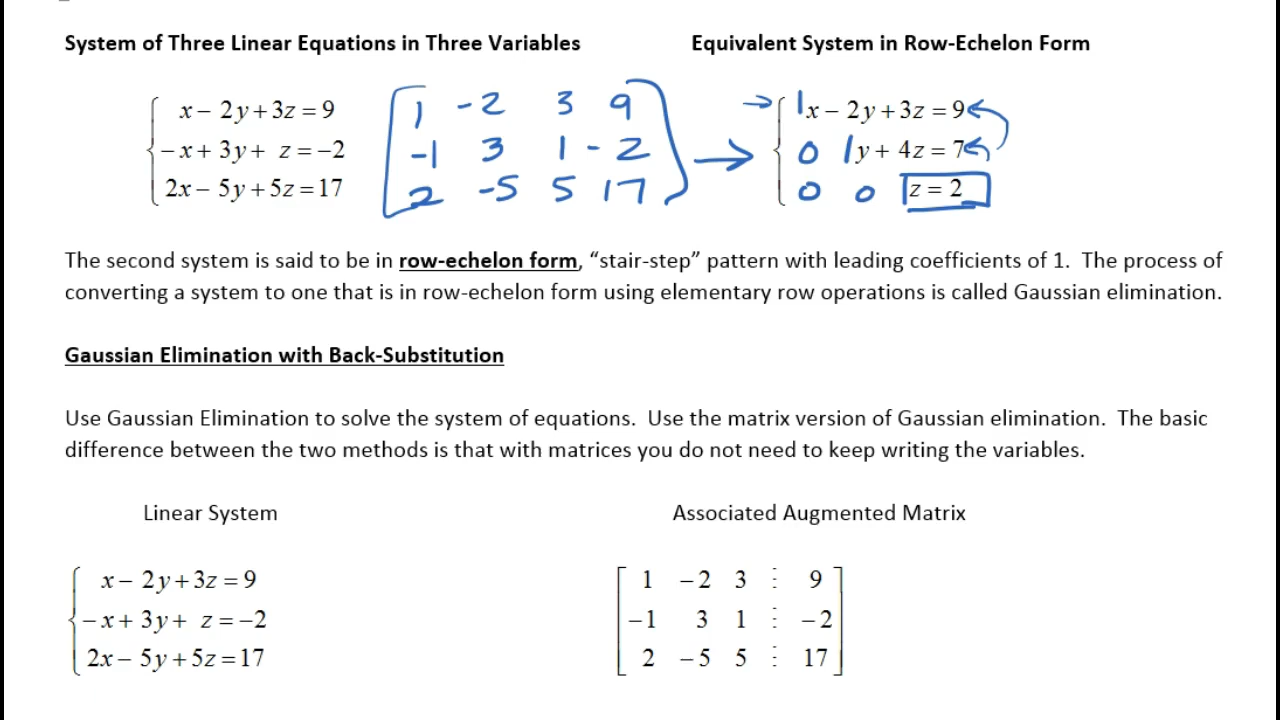 System of Three Linear Equations in Three Variables    Equivalent System in Row-Echelon Form
x − 2y + 3z = 9    1 -2 3 9    → 1x − 2y + 3z = 9
−x + 3y + z = −2    -1 3 1 -2    → 0 1y + 4z = 7
2x − 5y + 5z = 17    2 -5 5 17    0 0 z = 2
The second system is said to be in row-echelon form, “stair-step” pattern with leading coefficients of 1. The process of
converting a system to one that is in row-echelon form using elementary row operations is called Gaussian elimination.
Gaussian Elimination with Back-Substitution
Use Gaussian Elimination to solve the system of equations. Use the matrix version of Gaussian elimination. The basic
difference between the two methods is that with matrices you do not need to keep writing the variables.
Linear System    Associated Augmented Matrix
x − 2y + 3z = 9    1 −2 3 ⋮ 9
−x + 3y + z = −2    −1 3 1 ⋮ −2
2x − 5y + 5z = 17    2 −5 5 ⋮ 17